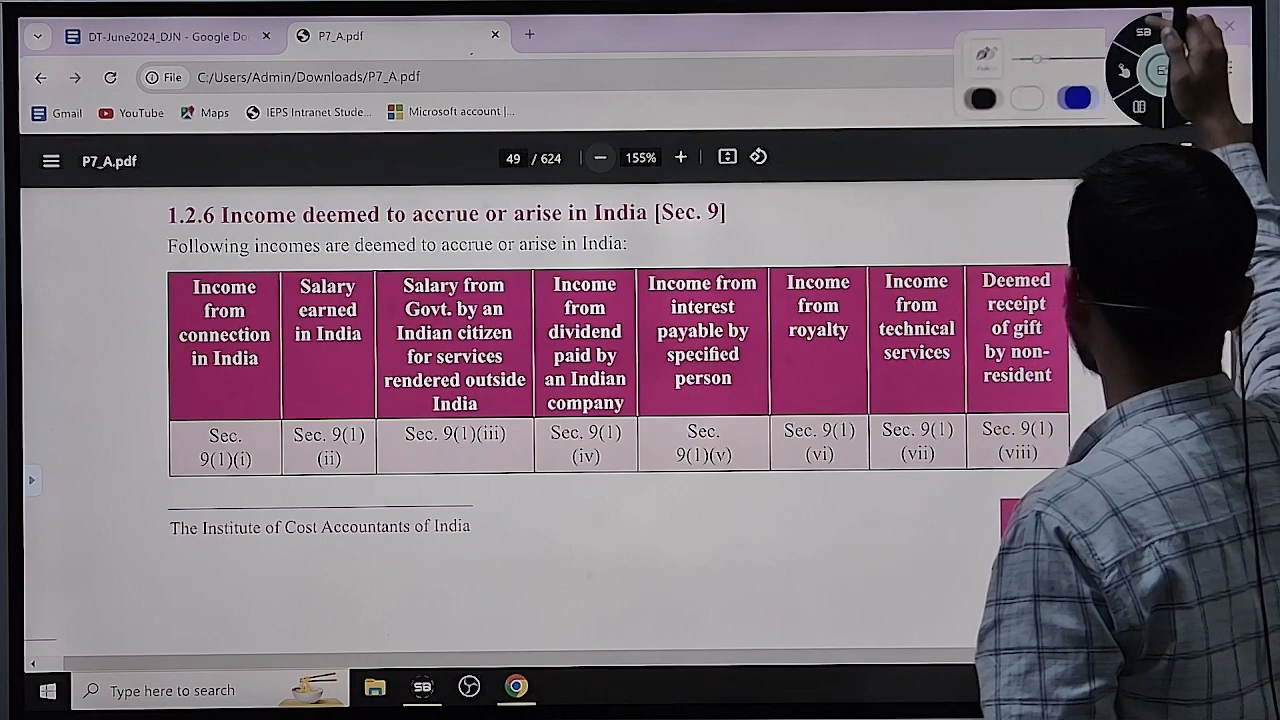 DT-June2024_DJN - Google Do
P7_A.pdf
File C:/Users/Admin/Downloads/P7_A.pdf
Gmail YouTube Maps IEPS Intranet Stude... Microsoft account |...
P7_A.pdf 49 / 624 155%
1.2.6 Income deemed to accrue or arise in India [Sec. 9]
Following incomes are deemed to accrue or arise in India:
Income from connection in India
Salary earned in India
Salary from Govt. by an Indian citizen for services rendered outside India
Income from dividend paid by an Indian company
Income from interest payable by specified person
Income from royalty
Income from technical services
Deemed receipt of gift by non-resident
Sec. 9(1)(i)
Sec. 9(1)(ii)
Sec. 9(1)(iii)
Sec. 9(1)(iv)
Sec. 9(1)(v)
Sec. 9(1)(vi)
Sec. 9(1)(vii)
Sec. 9(1)(viii)
The Institute of Cost Accountants of India
Type here to search
SB
SB